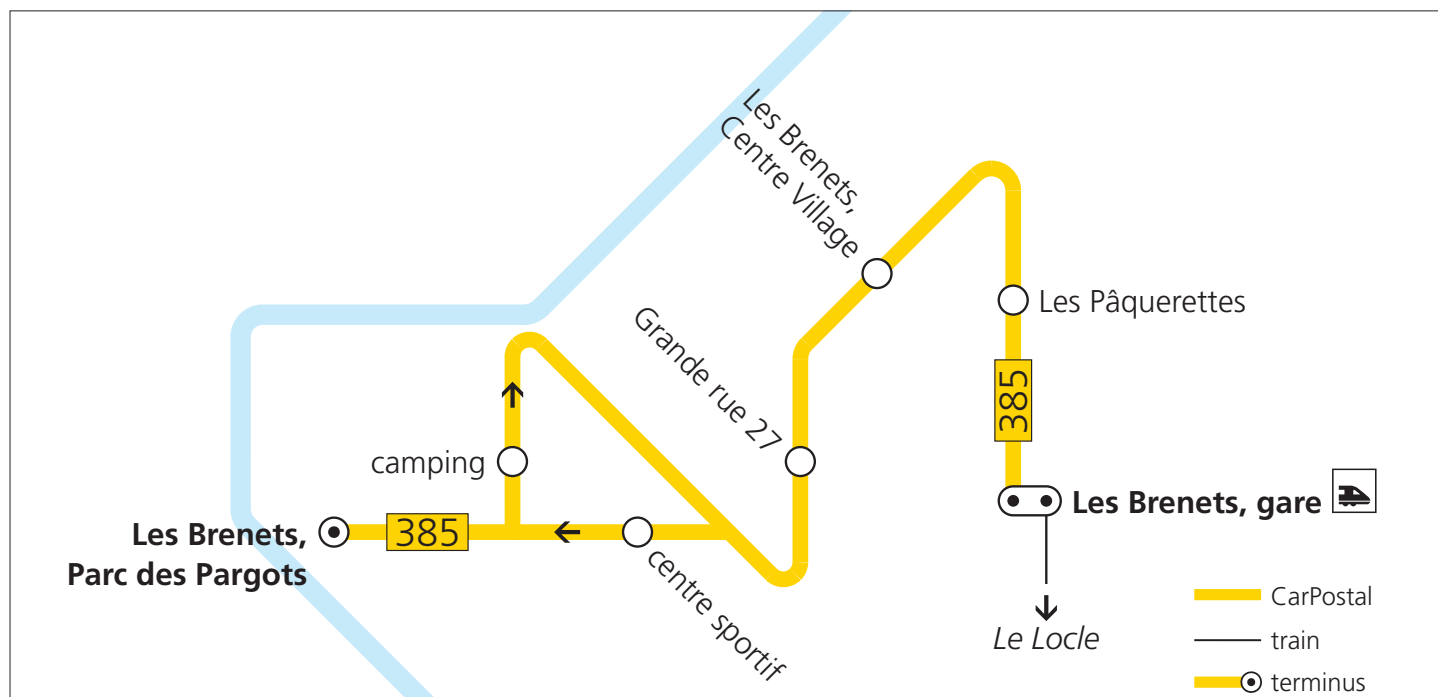 Les Brenets,
Centre Village
Les Pâquerettes
Grande rue 27
385
camping
Les Brenets, gare
Les Brenets,
Parc des Pargots
385
centre sportif
Le Locle
CarPostal
train
terminus